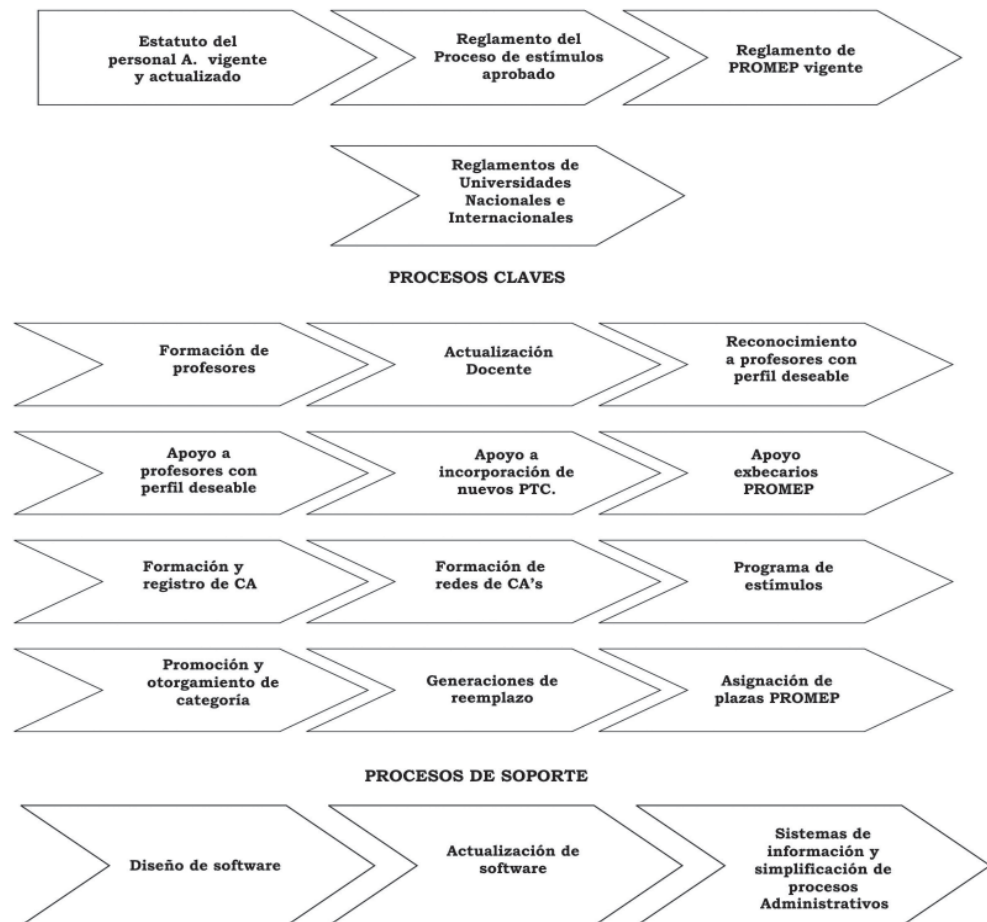 Estatuto del
personal A. vigente
y actualizado
Reglamento del
Proceso de estímulos
aprobado
Reglamento de
PROMEP vigente
Reglamentos de
Universidades
Nacionales e
Internacionales
PROCESOS CLAVES
Formación de
profesores
Actualización
Docente
Reconocimiento
a profesores con
perfil deseable
Apoyo a
profesores con
perfil deseable
Apoyo a
incorporación de
nuevos PTC.
Apoyo
exbecarios
PROMEP
Formación y
registro de CA
Formación de
redes de CA's
Programa de
estímulos
Promoción y
otorgamiento de
categoría
Generaciones de
reemplazo
Asignación de
plazas PROMEP
PROCESOS DE SOPORTE
Diseño de software
Actualización de
software
Sistemas de
información y
simplificación de
procesos
Administrativos